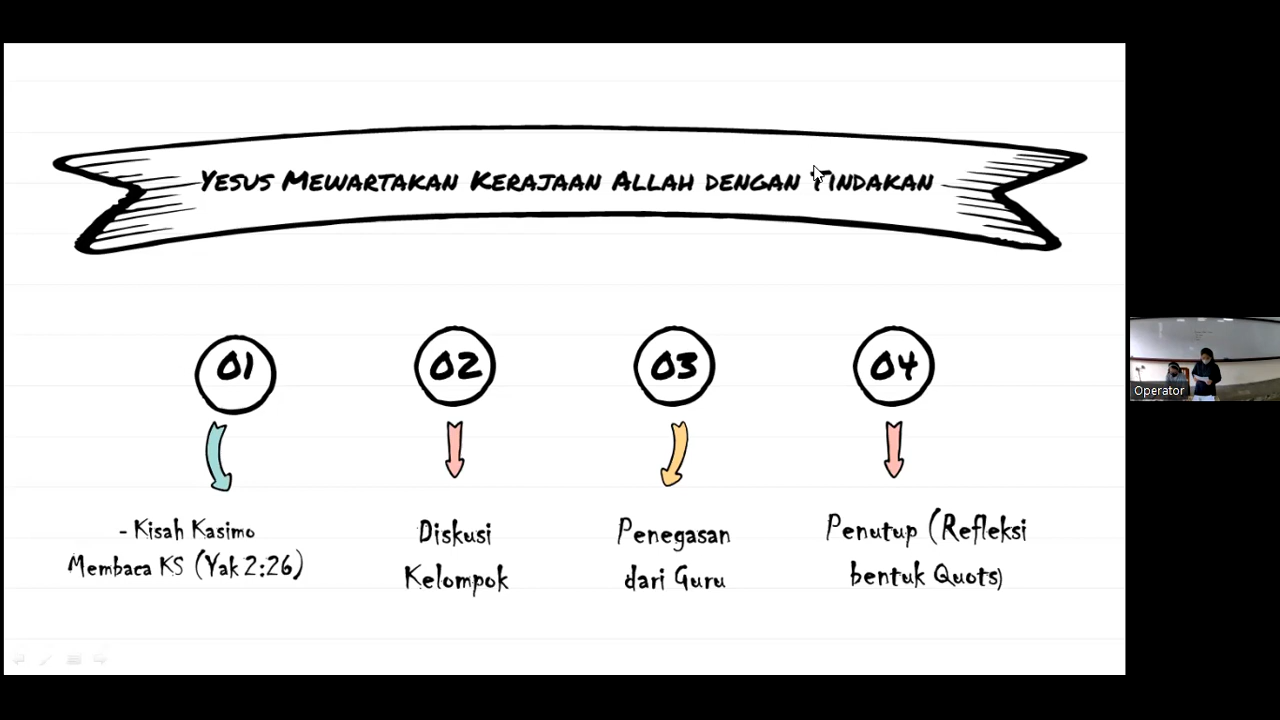 Yesus Mewartakan Kerajaan Allah dengan Tindakan
01
02
03
04
- Kisah Kasimo
Membaca KS (Yak 2:26)
Diskusi
Kelompok
Penegasan
dari Guru
Penutup (Refleksi
bentuk Quots)
Operator